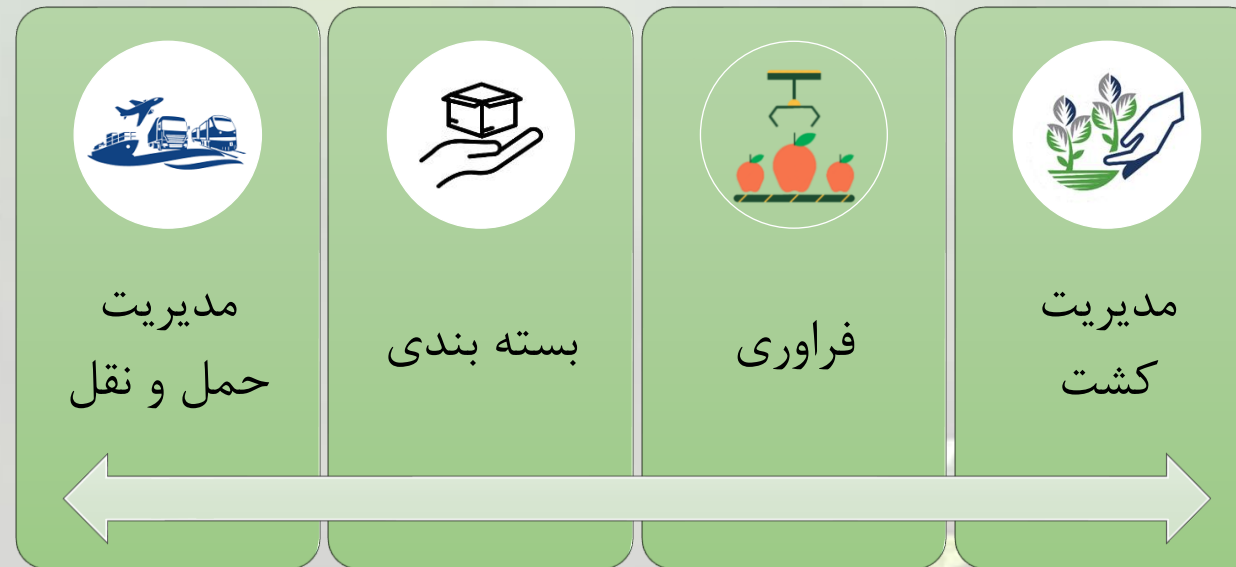 مدیریت
کشت
فراوری
بسته بندی
مدیریت
حمل و نقل